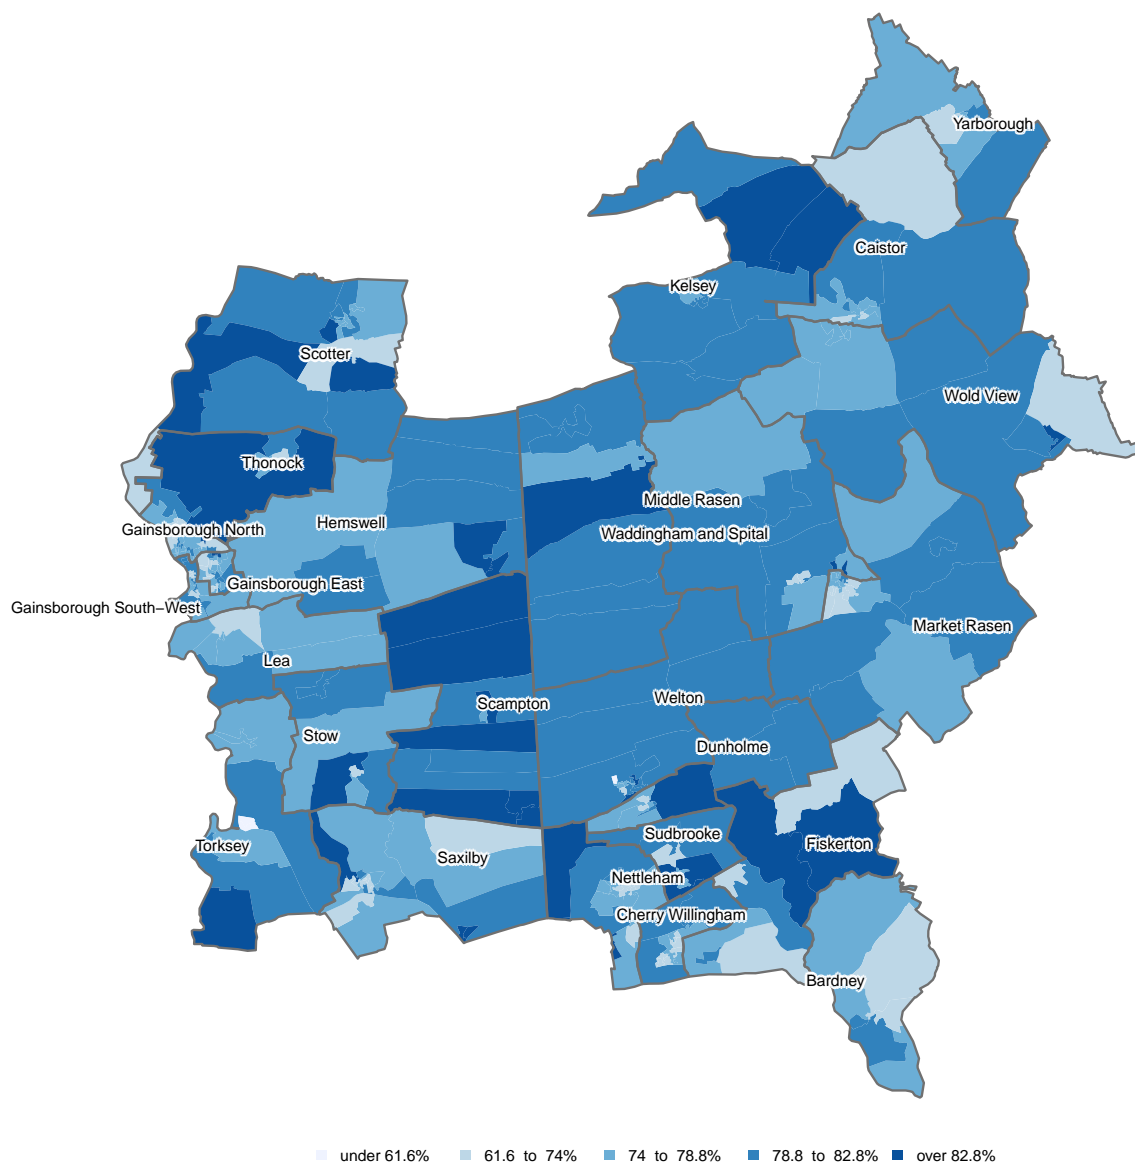 Yarborough
Caistor
Kelsey
Scotter
Wold View
Thonock
Middle Rasen
Hemswell
Gainsborough North
Waddingham and Spital
Gainsborough East
Gainsborough South−West
Market Rasen
Lea
Welton
Scampton
Stow
Dunholme
Sudbrooke
Torksey
Fiskerton
Saxilby
Nettleham
Cherry Willingham
Bardney
under 61.6% 61.6 to 74% 74 to 78.8% 78.8 to 82.8% over 82.8%